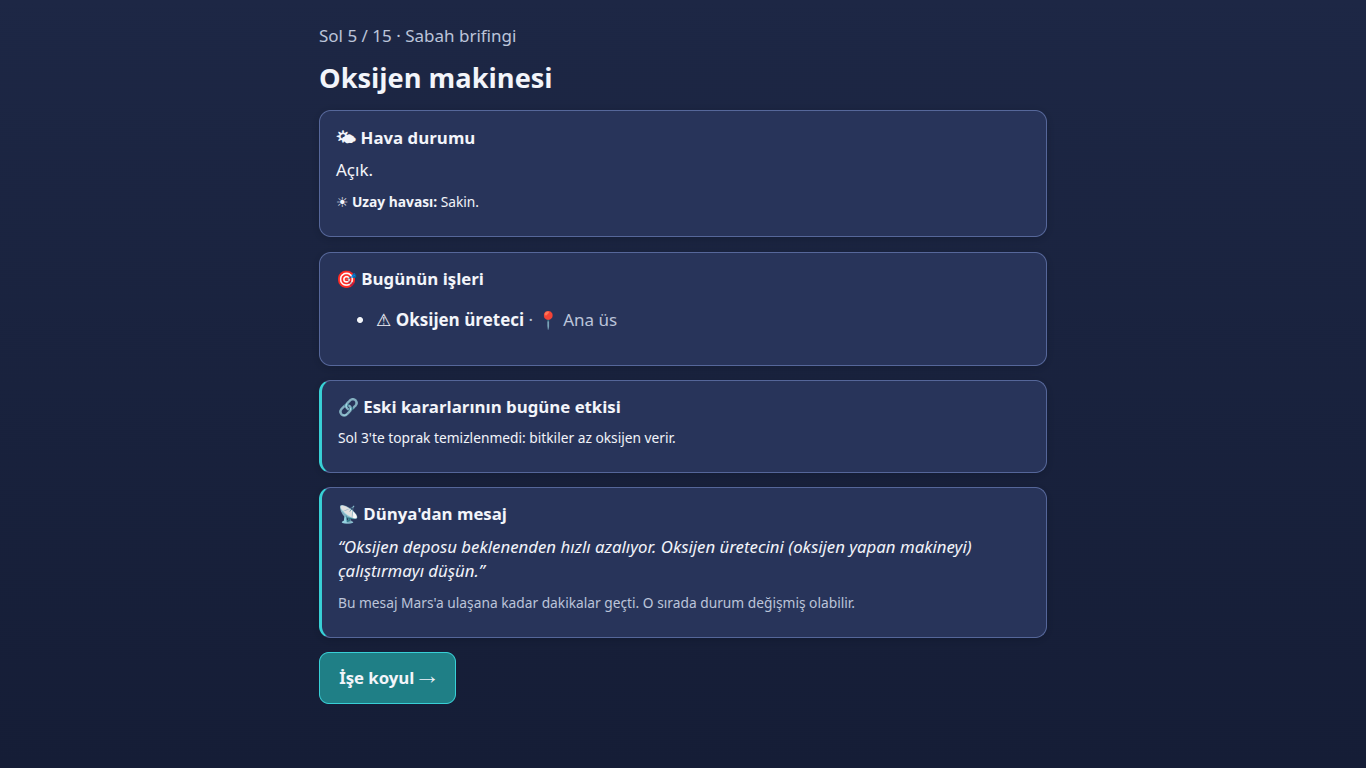 Sol 5 / 15 · Sabah brifingi
Oksijen makinesi
🌤 Hava durumu
Açık.
☀ Uzay havası: Sakin.
🎯 Bugünün işleri
• ⚠ Oksijen üreteci · 📍 Ana üs
🔗 Eski kararlarının bugüne etkisi
Sol 3'te toprak temizlenmedi: bitkiler az oksijen verir.
📡 Dünya'dan mesaj
“Oksijen deposu beklenenden hızlı azalıyor. Oksijen üretecini (oksijen yapan makineyi)
çalıştırmayı düşün.”
Bu mesaj Mars'a ulaşana kadar dakikalar geçti. O sırada durum değişmiş olabilir.
İşe koyul →